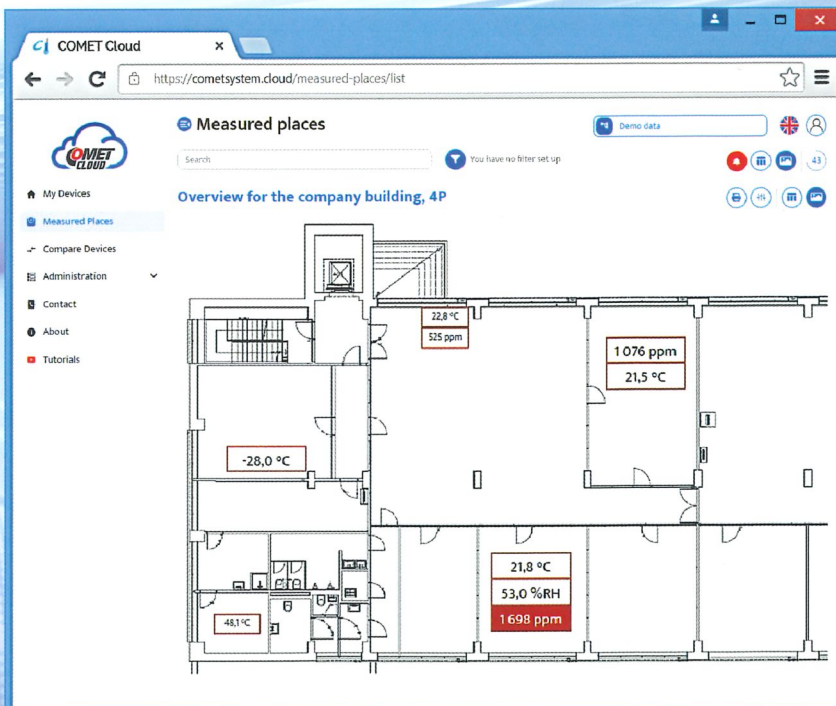 COMET Cloud
https://cometsystem.cloud/measured-places/list
COMET
CLOUD
Measured places
Demo data
Search
You have no filter set up
43
My Devices
Overview for the company building, 4P
Measured Places
Compare Devices
Administration
Contact
About
Tutorials
22,8 °C
525 ppm
1 076 ppm
21,5 °C
-28,0 °C
21,8 °C
53,0 %RH
1 698 ppm
48,1 °C